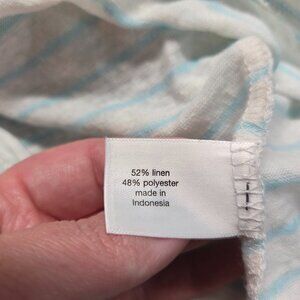 52% linen
48% polyester
made in
Indonesia